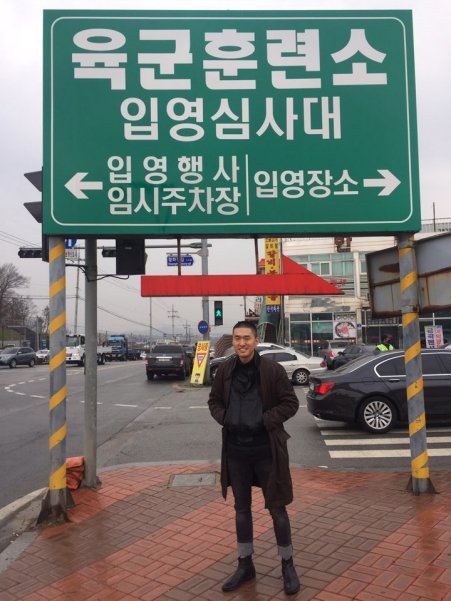 육군훈련소
입영심사대
입 영 행 사
임시주차장
입영장소